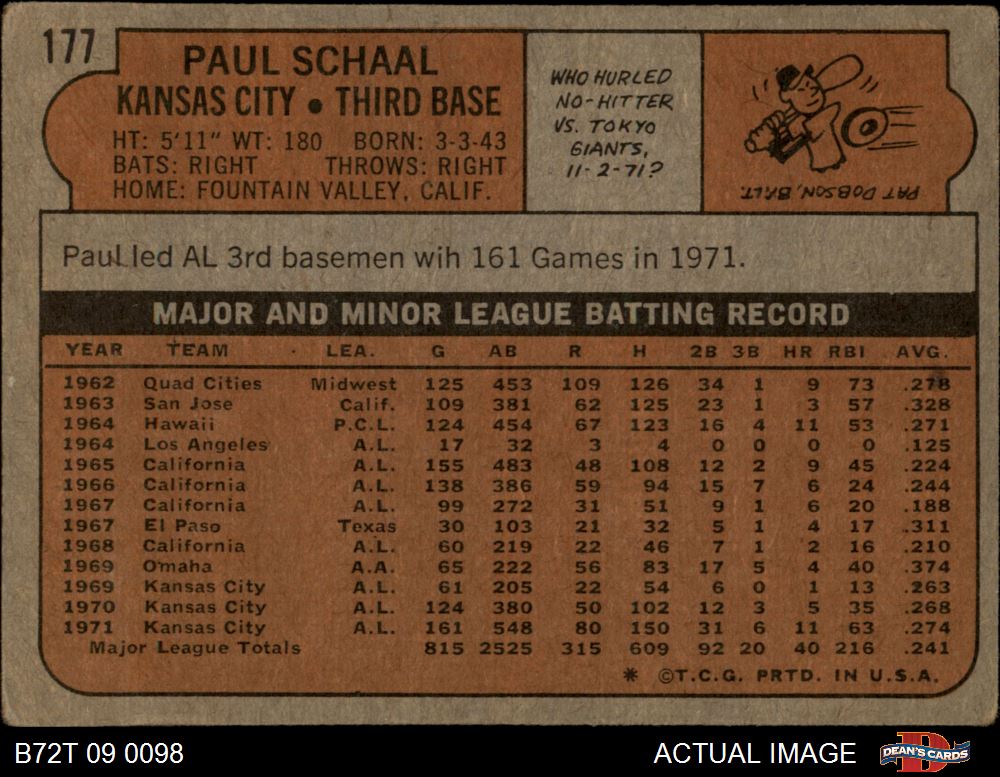 177
PAUL SCHAAL
KANSAS CITY • THIRD BASE
HT: 5'11" WT: 180 BORN: 3-3-43
BATS: RIGHT THROWS: RIGHT
HOME: FOUNTAIN VALLEY, CALIF.
WHO HURLED
NO-HITTER
VS. TOKYO
GIANTS,
11-2-71?
PAT DOBSON, BALT.
Paul led AL 3rd basemen wih 161 Games in 1971.
MAJOR AND MINOR LEAGUE BATTING RECORD
YEAR TEAM LEA. G AB R H 2B 3B HR RBI AVG.
1962 Quad Cities Midwest 125 453 109 126 34 1 9 73 .278
1963 San Jose Calif. 109 381 62 125 23 1 3 57 .328
1964 Hawaii P.C.L. 124 454 67 123 16 4 11 53 .271
1964 Los Angeles A.L. 17 32 3 4 0 0 0 0 .125
1965 California A.L. 155 483 48 108 12 2 9 45 .224
1966 California A.L. 138 386 59 94 15 7 6 24 .244
1967 California A.L. 99 272 31 51 9 1 6 20 .188
1967 El Paso Texas 30 103 21 32 5 1 4 17 .311
1968 California A.L. 60 219 22 46 7 1 2 16 .210
1969 Omaha A.A. 65 222 56 83 17 5 4 40 .374
1969 Kansas City A.L. 61 205 22 54 6 0 1 13 .263
1970 Kansas City A.L. 124 380 50 102 12 3 5 35 .268
1971 Kansas City A.L. 161 548 80 150 31 6 11 63 .274
Major League Totals 815 2525 315 609 92 20 40 216 .241
* ©T.C.G. PRTD. IN U.S.A.
B72T 09 0098 ACTUAL IMAGE DEAN'S CARDS